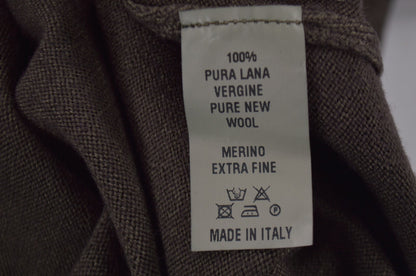 100%
PURA LANA
VERGINE
PURE NEW
WOOL
MERINO
EXTRA FINE
P
MADE IN ITALY